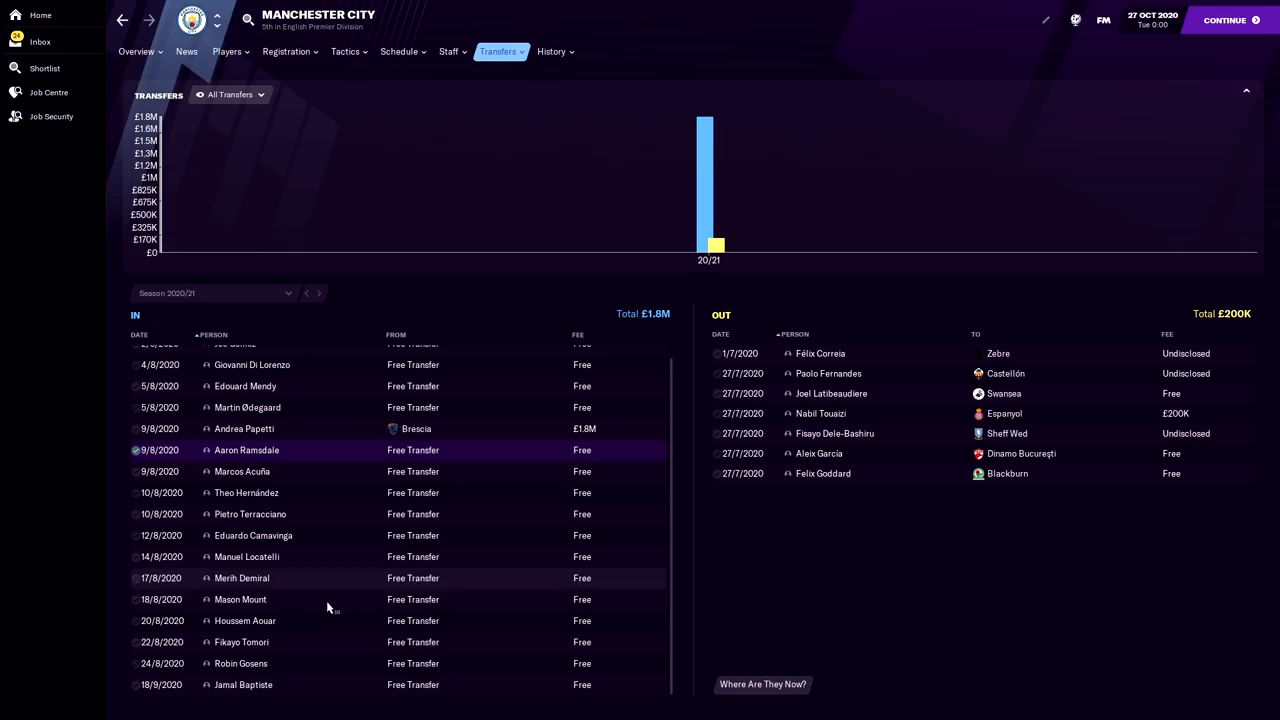 Home
24
Inbox
Shortlist
Job Centre
Job Security
MANCHESTER CITY
5th in English Premier Division
FM
27 OCT 2020
Tue 0:00
CONTINUE
Overview News Players Registration Tactics Schedule Staff Transfers History
TRANSFERS All Transfers
£1.8M
£1.6M
£1.5M
£1.3M
£1.2M
£1M
£825K
£675K
£500K
£325K
£170K
£0
20/21
Season 2020/21
IN Total £1.8M
DATE PERSON FROM FEE
4/8/2020 Giovanni Di Lorenzo Free Transfer Free
5/8/2020 Edouard Mendy Free Transfer Free
5/8/2020 Martin Ødegaard Free Transfer Free
9/8/2020 Andrea Papetti Brescia £1.8M
9/8/2020 Aaron Ramsdale Free Transfer Free
9/8/2020 Marcos Acuña Free Transfer Free
10/8/2020 Theo Hernández Free Transfer Free
10/8/2020 Pietro Terracciano Free Transfer Free
12/8/2020 Eduardo Camavinga Free Transfer Free
14/8/2020 Manuel Locatelli Free Transfer Free
17/8/2020 Merih Demiral Free Transfer Free
18/8/2020 Mason Mount Free Transfer Free
20/8/2020 Houssem Aouar Free Transfer Free
22/8/2020 Fikayo Tomori Free Transfer Free
24/8/2020 Robin Gosens Free Transfer Free
18/9/2020 Jamal Baptiste Free Transfer Free
OUT Total £200K
DATE PERSON TO FEE
1/7/2020 Félix Correia Zebre Undisclosed
27/7/2020 Paolo Fernandes Castellón Undisclosed
27/7/2020 Joel Latibeaudiere Swansea Free
27/7/2020 Nabil Touaizi Espanyol £200K
27/7/2020 Fisayo Dele-Bashiru Sheff Wed Undisclosed
27/7/2020 Aleix García Dinamo Bucureşti Free
27/7/2020 Felix Goddard Blackburn Free
Where Are They Now?